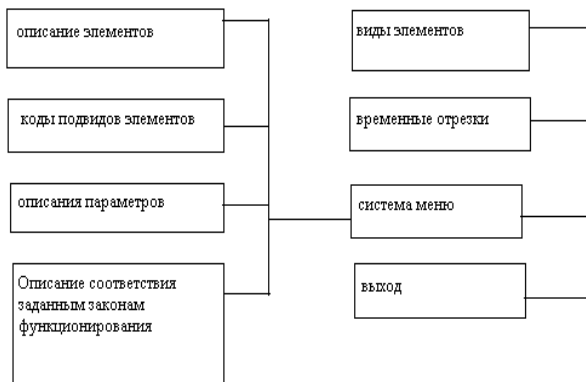 описание элементов
коды подвидов элементов
описания параметров
Описание соответствия
заданным законам
функционирования
виды элементов
временные отрезки
система меню
выход